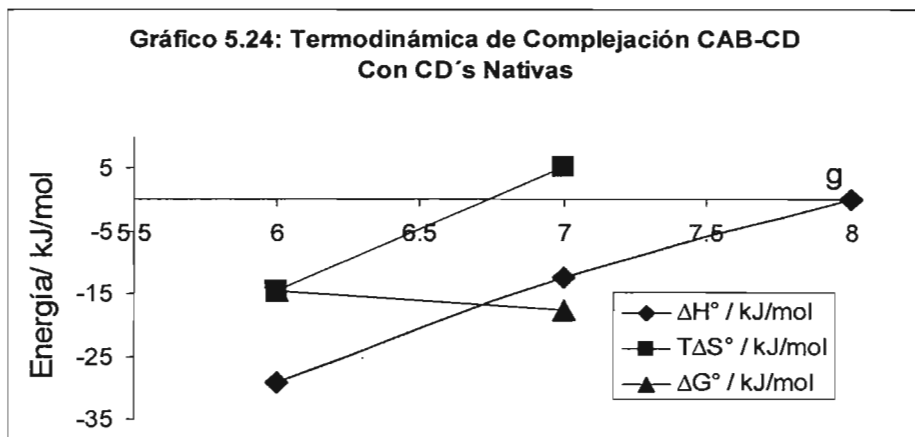 Gráfico 5.24: Termodinámica de Complejación CAB-CD
Con CD´s Nativas
Energía/ kJ/mol
5
-5
-15
-25
-35
5.5
6
6.5
7
7.5
8
g
ΔH° / kJ/mol
TΔS° / kJ/mol
ΔG° / kJ/mol